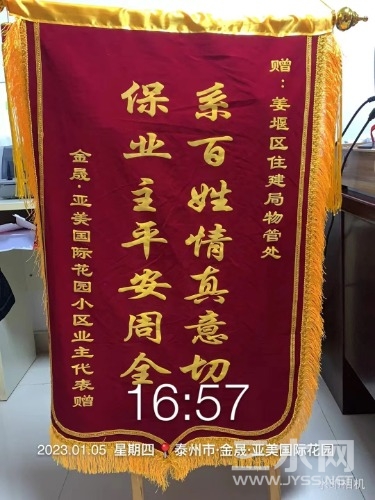 赠：姜堰区住建局物管处
系百姓情真意切
保业主平安周全
金晟·亚美国际花园小区业主代表赠
16:57
2023.01.05 星期四 泰州市·金晟·亚美国际花园
WWW.JYSS.NET